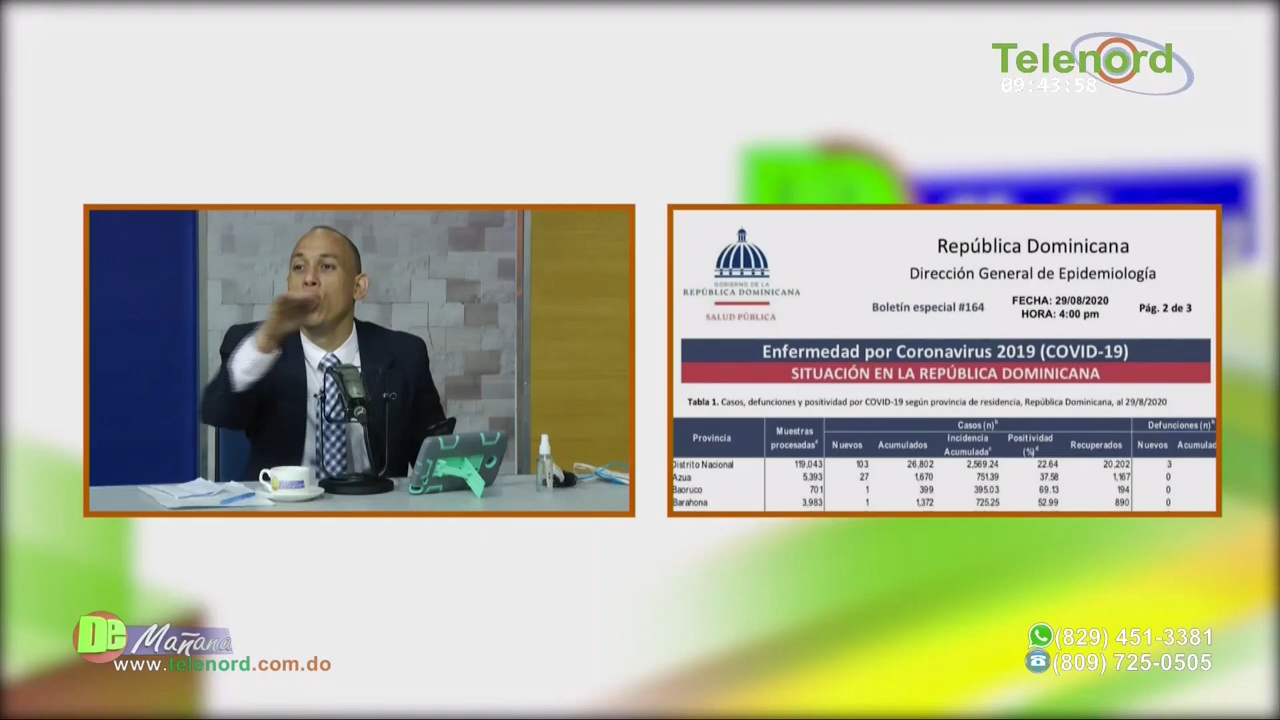 Telenord
09:43:58
GOBIERNO DE LA
REPÚBLICA DOMINICANA
SALUD PÚBLICA
República Dominicana
Dirección General de Epidemiología
Boletín especial #164
FECHA: 29/08/2020
HORA: 4:00 pm
Pág. 2 de 3
Enfermedad por Coronavirus 2019 (COVID-19)
SITUACIÓN EN LA REPÚBLICA DOMINICANA
Tabla 1. Casos, defunciones y positividad por COVID-19 según provincia de residencia, República Dominicana, al 29/8/2020
Casos (n)ᵇ Defunciones (n)ᵇ
Provincia Muestras procesadasᵃ Nuevos Acumulados Incidencia Acumuladaᶜ Positividad (%)ᵈ Recuperados Nuevos Acumulad
Distrito Nacional 119,043 103 26,802 2,569.24 22.64 20,202 3
Azua 5,393 27 1,670 751.39 37.58 1,167 0
Baoruco 701 1 399 395.03 69.13 194 0
Barahona 3,983 1 1,372 725.25 52.99 890 0
De Mañana
www.telenord.com.do
(829) 451-3381
(809) 725-0505